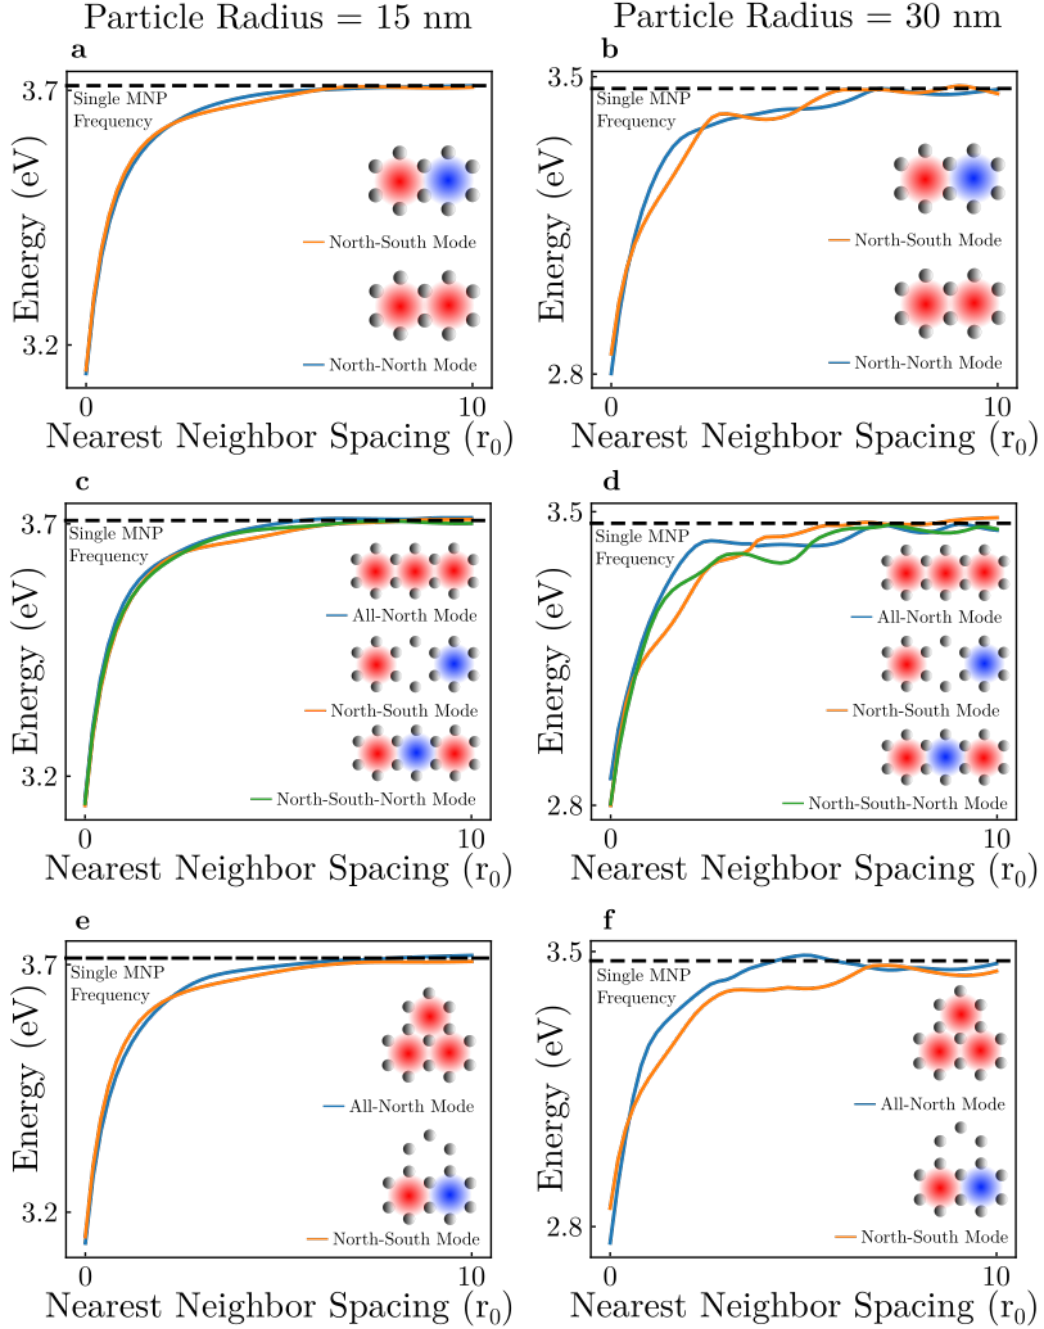 Particle Radius = 15 nm
Particle Radius = 30 nm
a
3.7
Single MNP
Frequency
North-South Mode
North-North Mode
3.2
Energy (eV)
0
10
Nearest Neighbor Spacing (r₀)
b
3.5
Single MNP
Frequency
North-South Mode
North-North Mode
2.8
Energy (eV)
0
10
Nearest Neighbor Spacing (r₀)
c
3.7
Single MNP
Frequency
All-North Mode
North-South Mode
North-South-North Mode
3.2
Energy (eV)
0
10
Nearest Neighbor Spacing (r₀)
d
3.5
Single MNP
Frequency
All-North Mode
North-South Mode
North-South-North Mode
2.8
Energy (eV)
0
10
Nearest Neighbor Spacing (r₀)
e
3.7
Single MNP
Frequency
All-North Mode
North-South Mode
3.2
Energy (eV)
0
10
Nearest Neighbor Spacing (r₀)
f
3.5
Single MNP
Frequency
All-North Mode
North-South Mode
2.8
Energy (eV)
0
10
Nearest Neighbor Spacing (r₀)